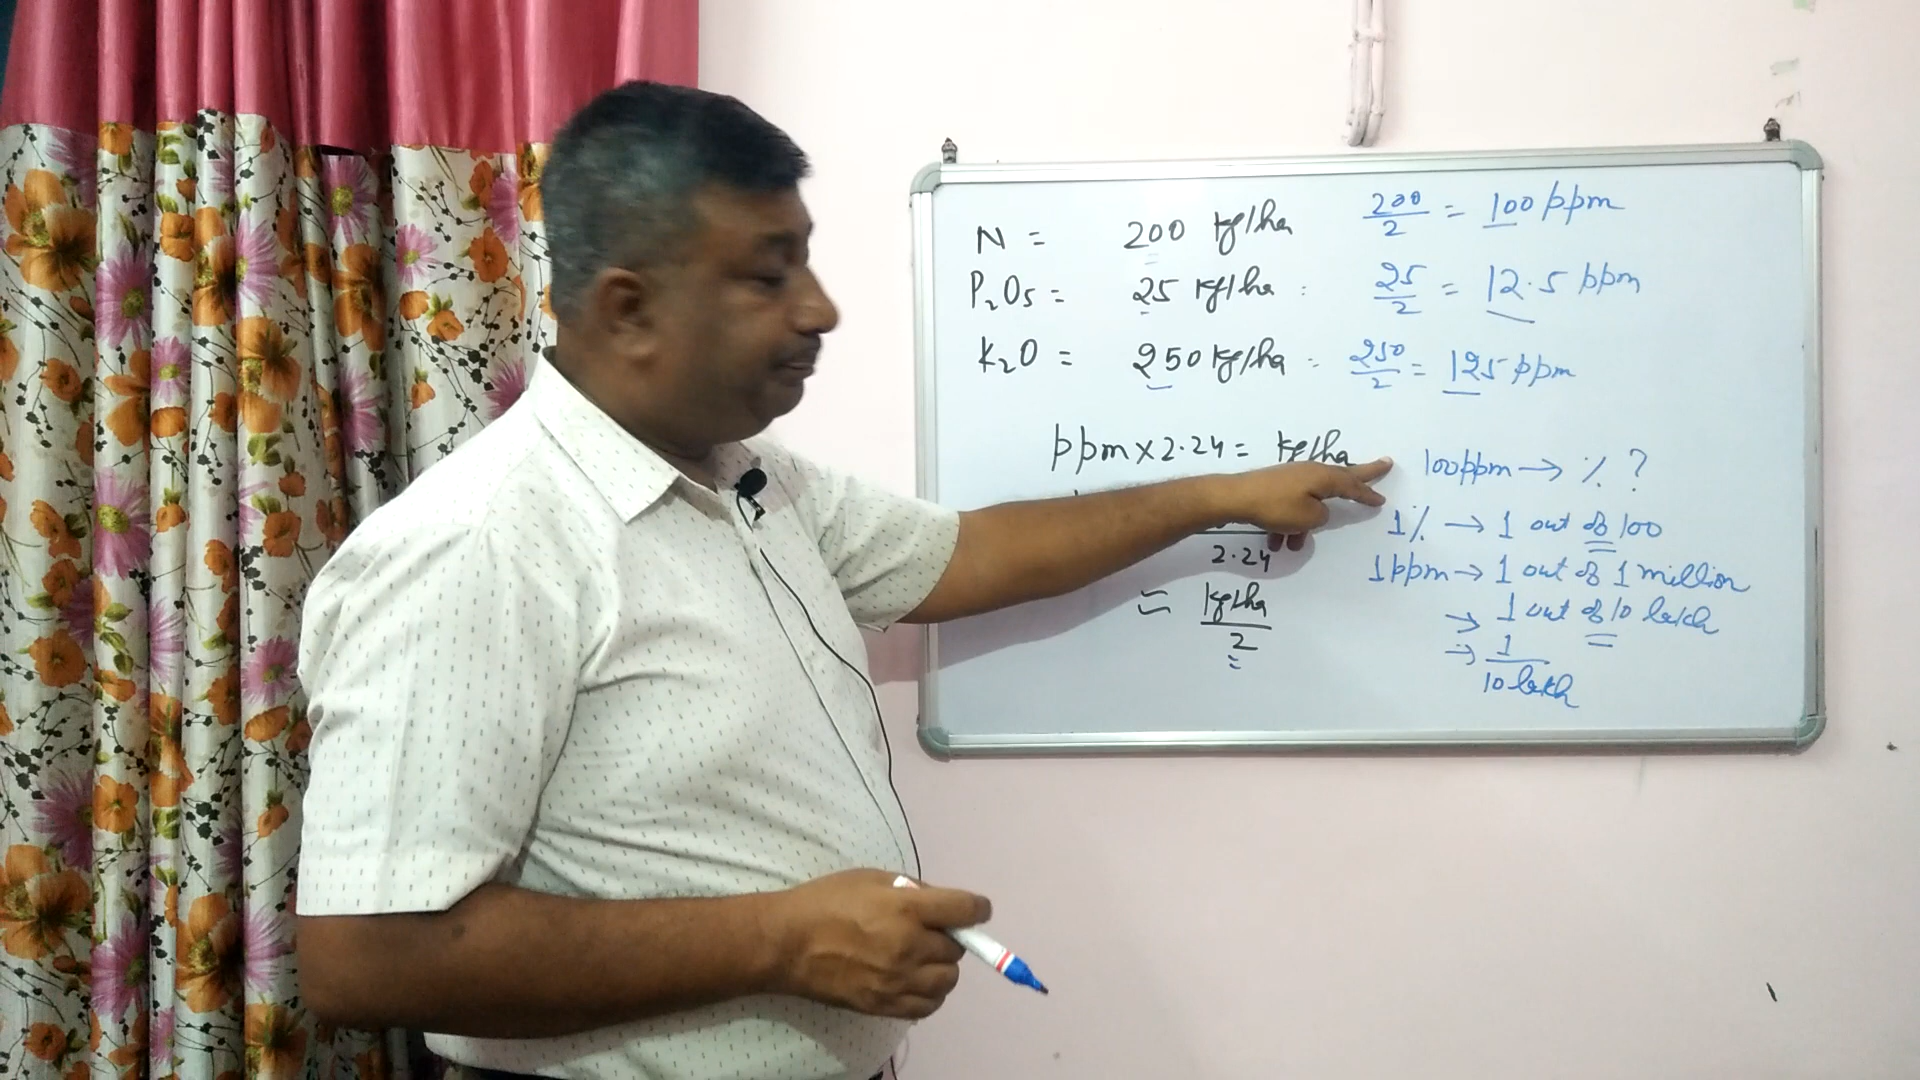 N = 200 kg/ha 200/2 = 100 ppm
P₂O₅ = 25 kg/ha : 25/2 = 12.5 ppm
K₂O = 250 kg/ha : 250/2 = 125 ppm
ppm × 2.24 = kg/ha
2.24
≈ kg/ha / 2
100ppm → % ?
1% → 1 out of 100
1ppm → 1 out of 1 million
→ 1 out of 10 lakh
→ 1 / 10 lakh